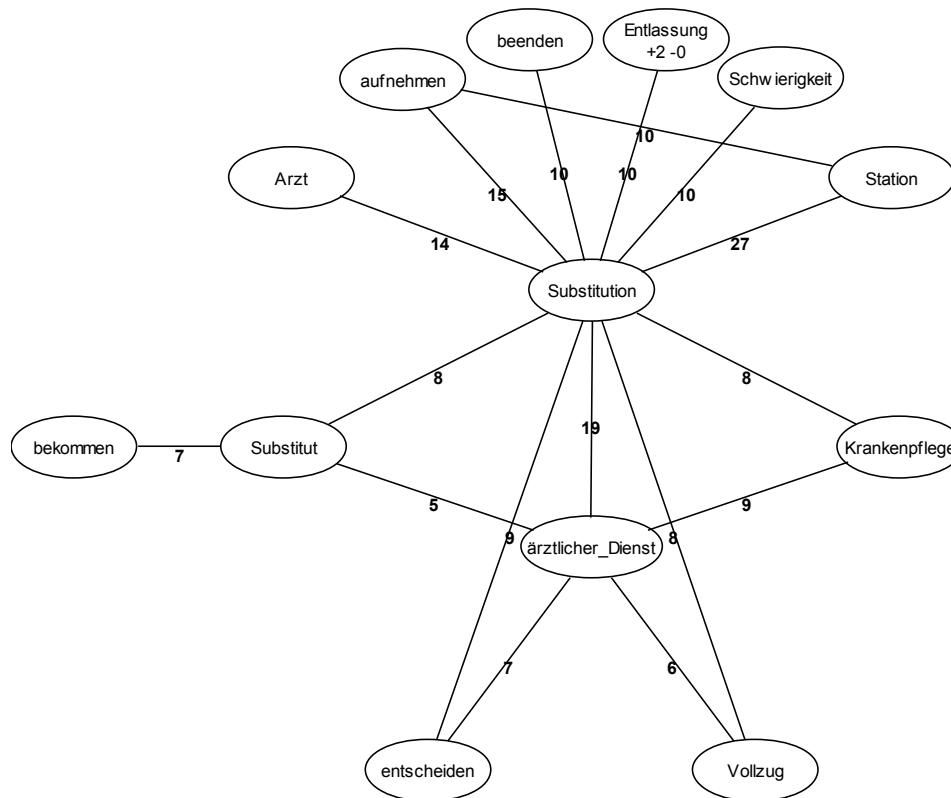 beenden
Entlassung
+2 -0
aufnehmen
Schwierigkeit
10
Arzt
Station
10
10
10
15
14
27
Substitution
8
8
19
bekommen
7
Substitut
Krankenpflege
5
9
9
8
ärztlicher_Dienst
7
6
entscheiden
Vollzug